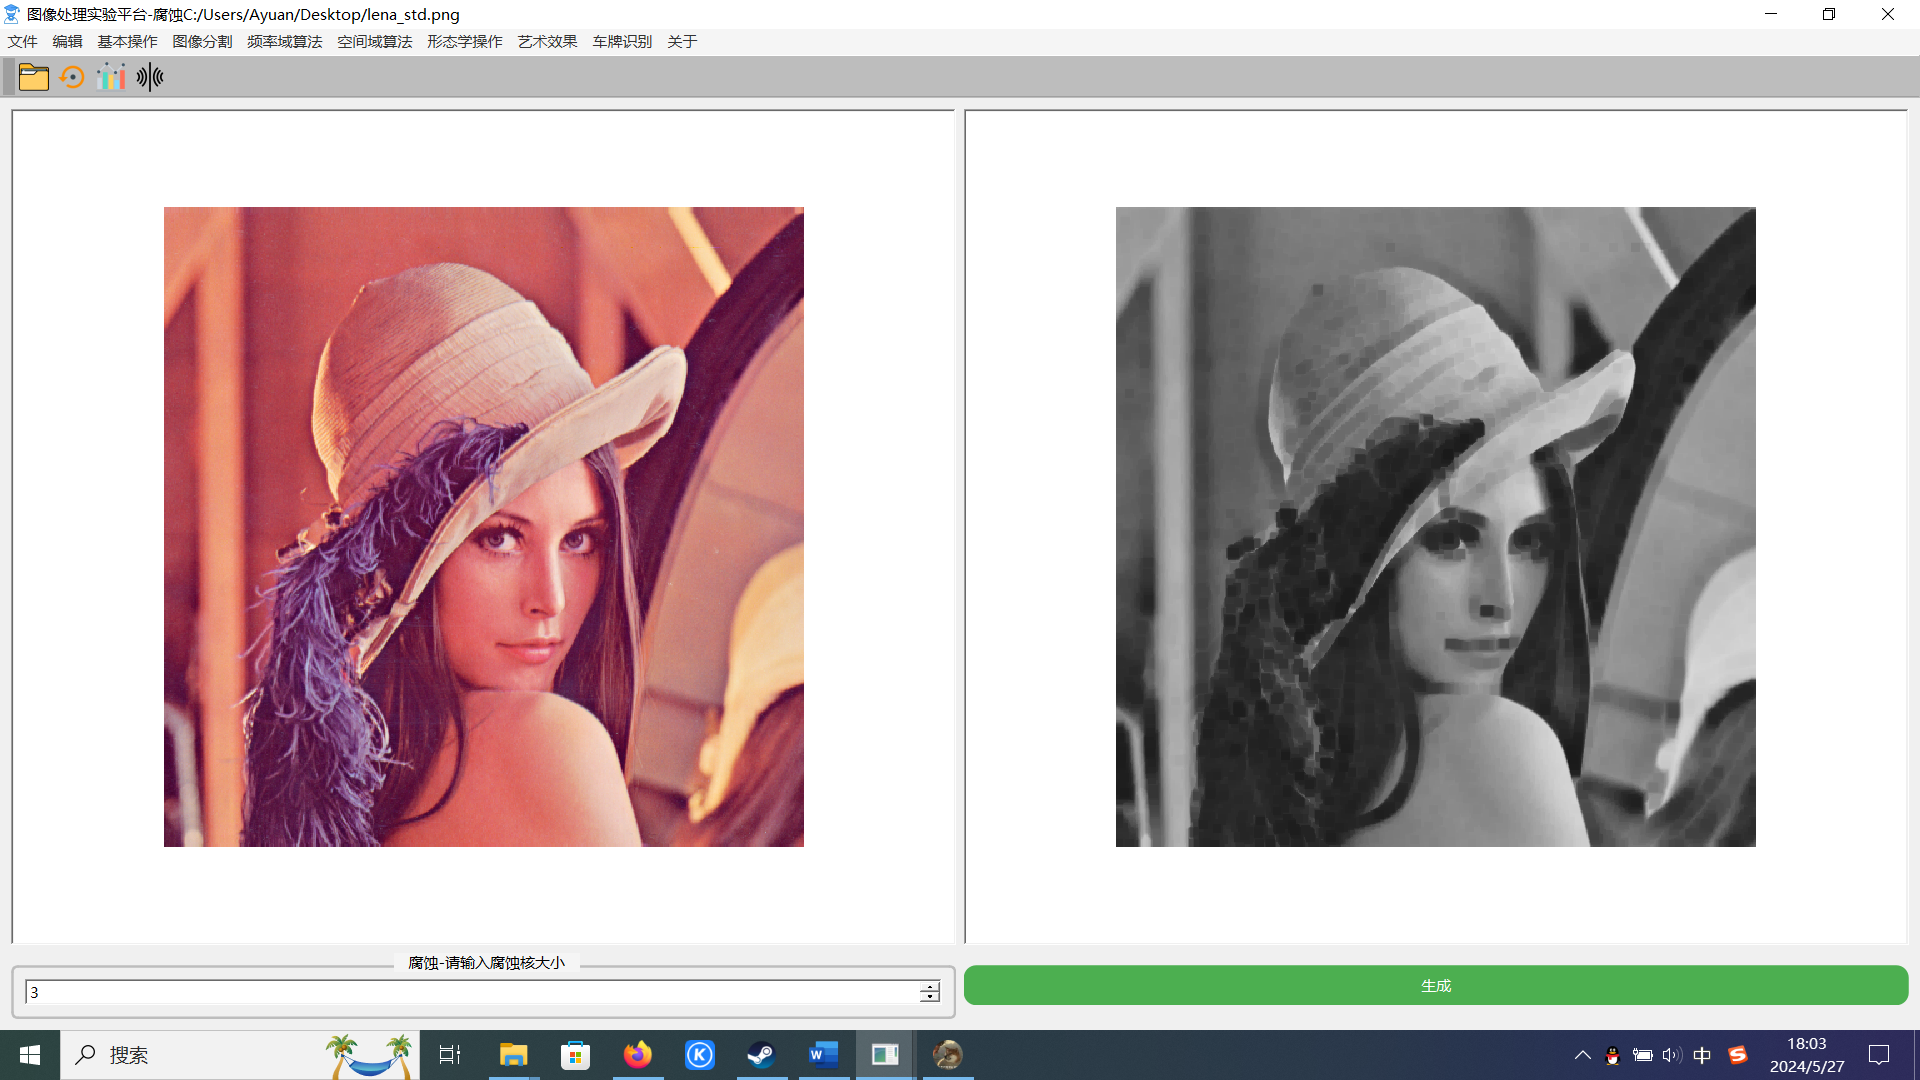 图像处理实验平台-腐蚀C:/Users/Ayuan/Desktop/lena_std.png
文件 编辑 基本操作 图像分割 频率域算法 空间域算法 形态学操作 艺术效果 车牌识别 关于
腐蚀-请输入腐蚀核大小
3
生成
搜索
K
W
中
S
18:03
2024/5/27